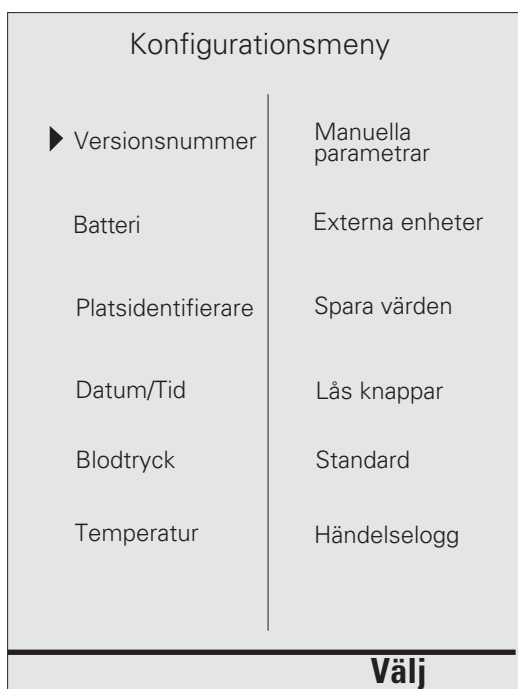 Konfigurationsmeny
Versionsnummer
Batteri
Platsidentifierare
Datum/Tid
Blodtryck
Temperatur
Manuella
parametrar
Externa enheter
Spara värden
Lås knappar
Standard
Händelselogg
Välj